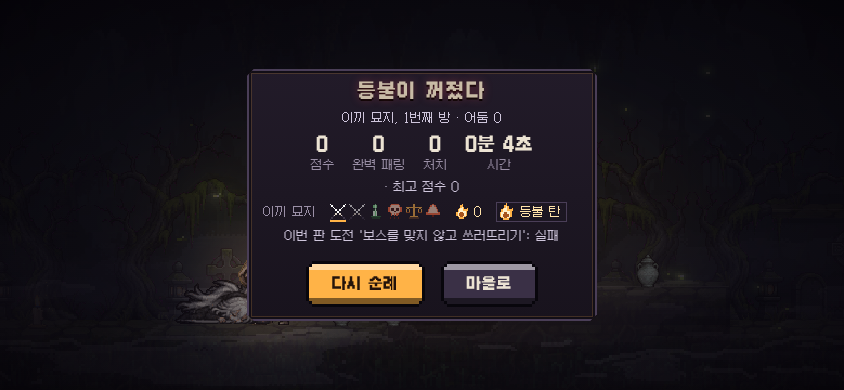 등불이 꺼졌다
이끼 묘지, 1번째 방 · 어둠 0
0 0 0 0분 4초
점수 완벽 패링 처치 시간
· 최고 점수 0
이끼 묘지 0 등불 탄
이번 판 도전 '보스를 맞지 않고 쓰러뜨리기': 실패
다시 순례 마을로